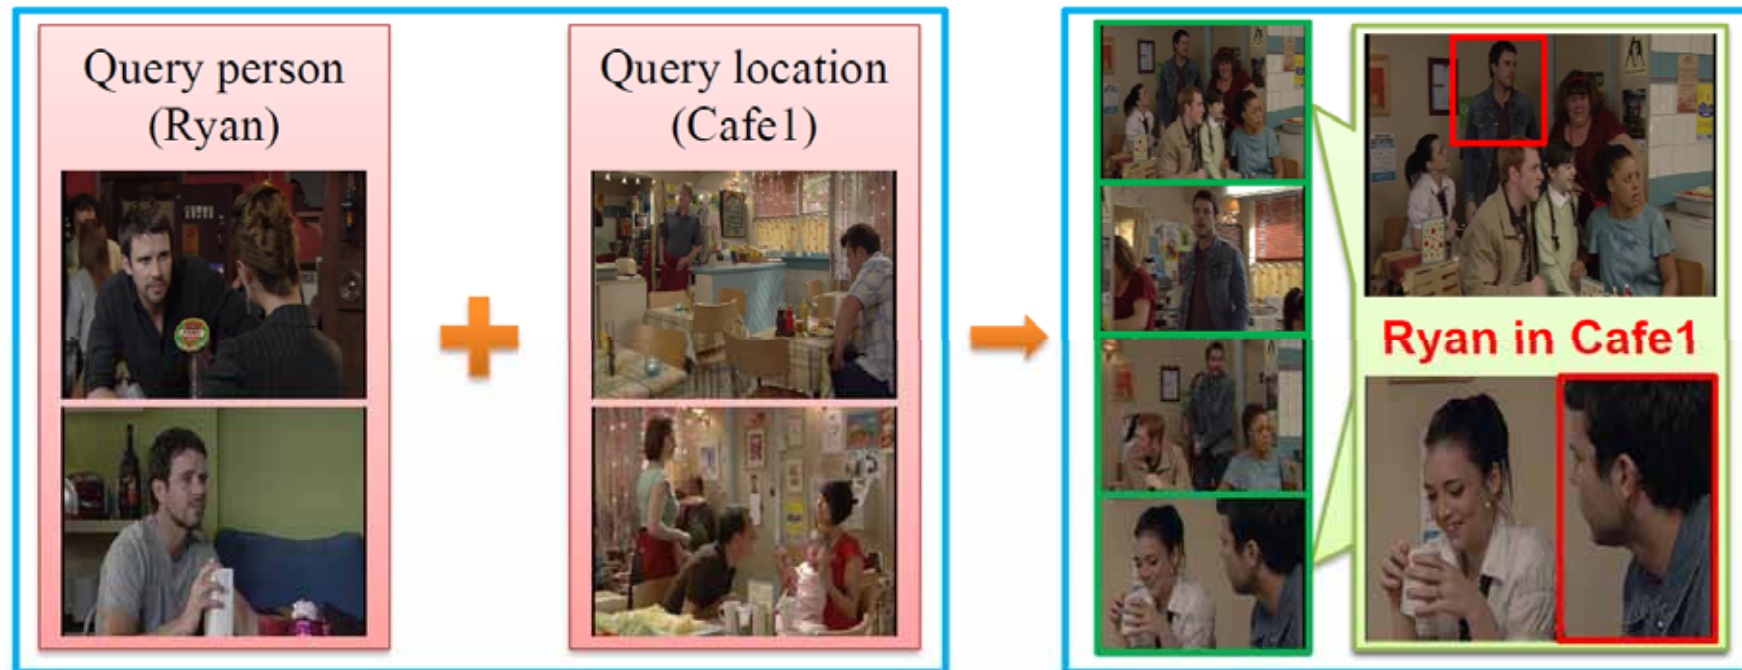 Query person
(Ryan)
Query location
(Cafe1)
Ryan in Cafe1